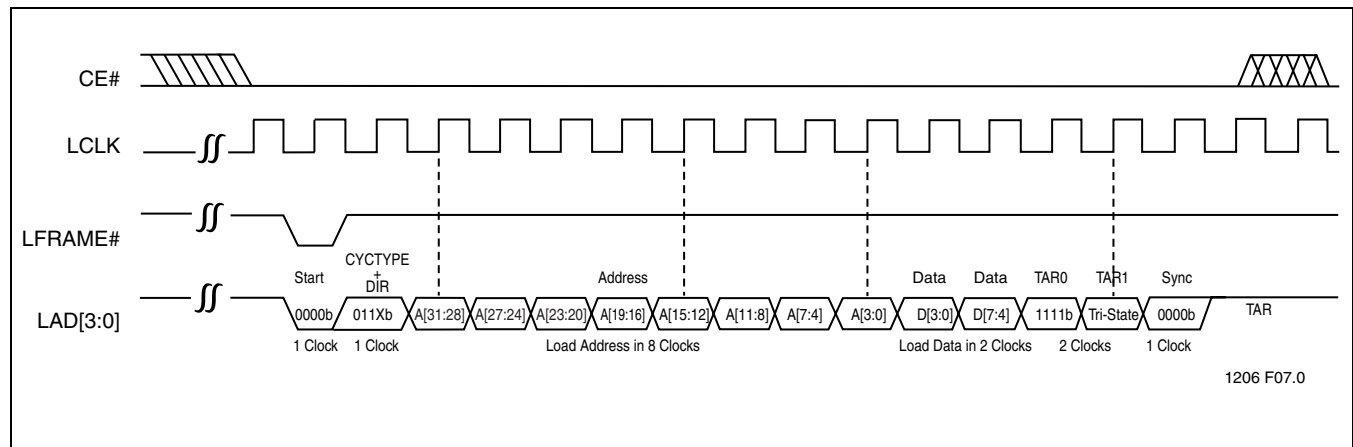 CE#
LCLK
LFRAME#
CYCTYPE
+
DIR
Start Address Data Data TAR0 TAR1 Sync
LAD[3:0] 0000b 011Xb A[31:28] A[27:24] A[23:20] A[19:16] A[15:12] A[11:8] A[7:4] A[3:0] D[3:0] D[7:4] 1111b Tri-State 0000b TAR
1 Clock 1 Clock Load Address in 8 Clocks Load Data in 2 Clocks 2 Clocks 1 Clock
1206 F07.0